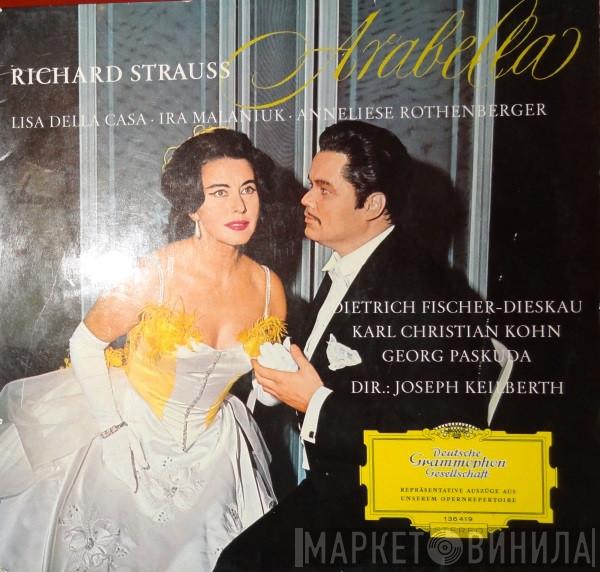 RICHARD STRAUSS
Arabella
LISA DELLA CASA · IRA MALANIUK · ANNELIESE ROTHENBERGER
DIETRICH FISCHER-DIESKAU
KARL CHRISTIAN KOHN
GEORG PASKUDA
DIR.: JOSEPH KEILBERTH
Deutsche
Grammophon
Gesellschaft
REPRÄSENTATIVE AUSZÜGE AUS
UNSEREM OPERNREPERTOIRE
136 419
STEREO
МАРКЕТ ВИНИЛА